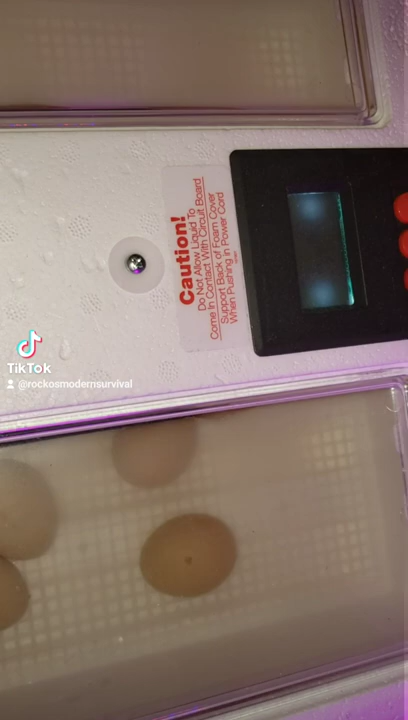 Caution!
Do Not Allow Liquid To
Come In Contact With Circuit Board
Support Back of Foam Cover
When Pushing in Power Cord
TikTok
@rockosmodernsurvival